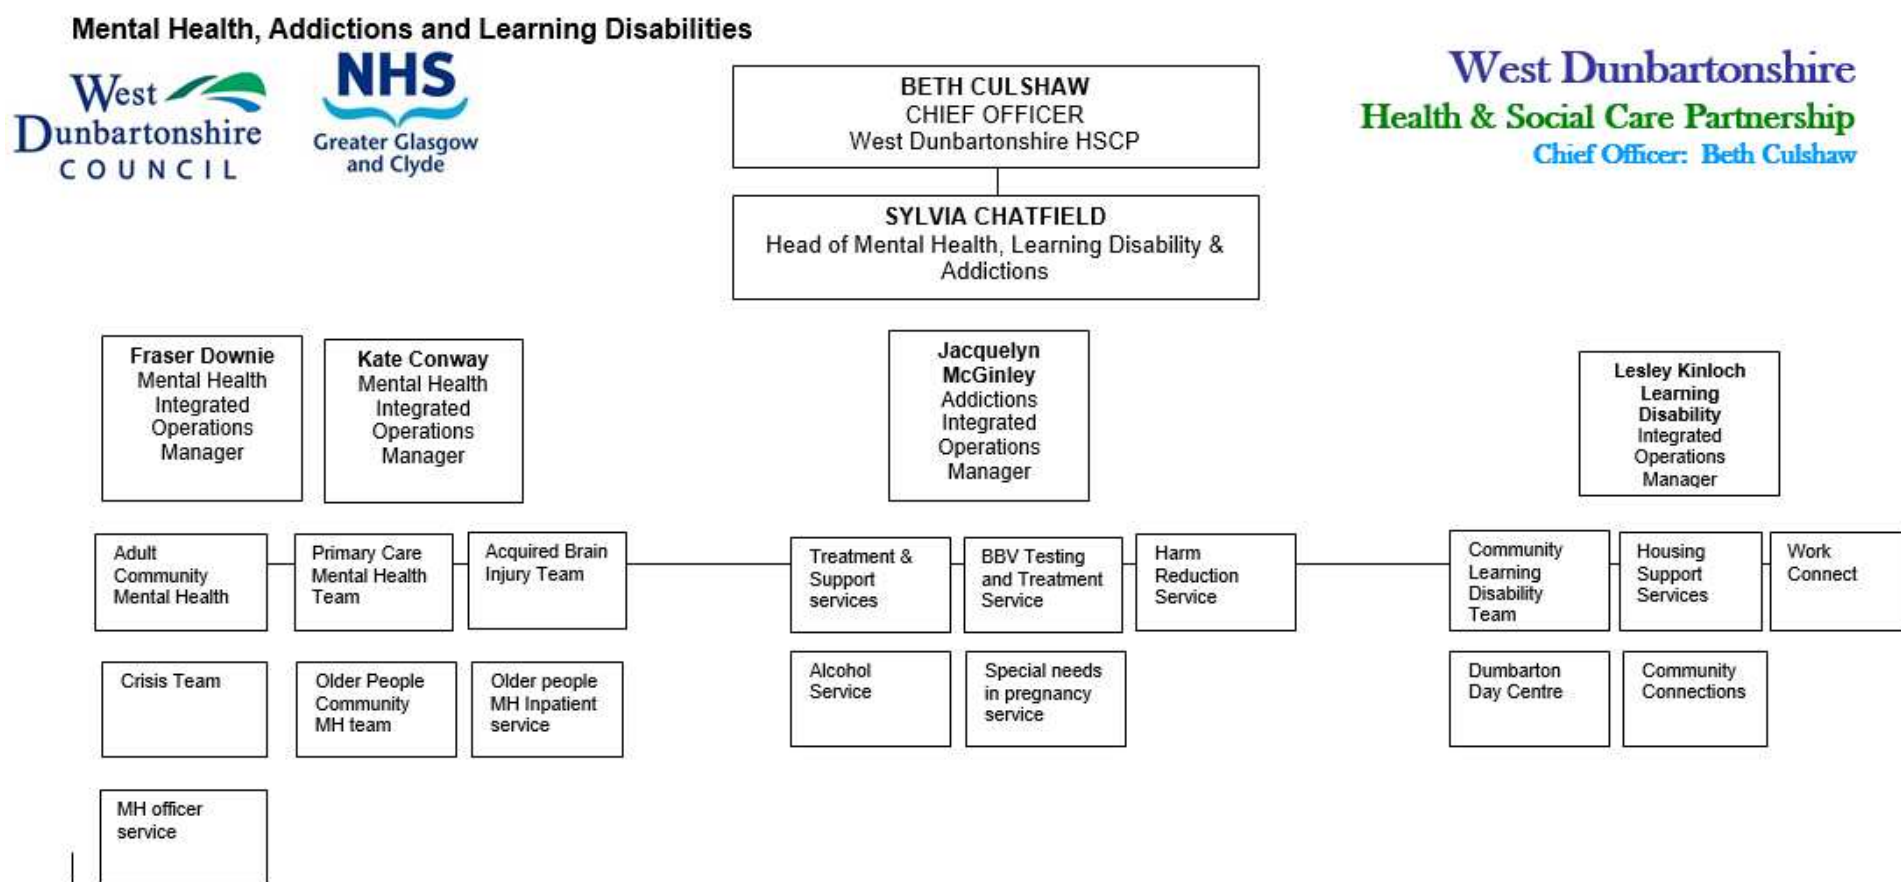 Mental Health, Addictions and Learning Disabilities
West
Dunbartonshire
COUNCIL
NHS
Greater Glasgow
and Clyde
BETH CULSHAW
CHIEF OFFICER
West Dunbartonshire HSCP
West Dunbartonshire
Health & Social Care Partnership
Chief Officer: Beth Culshaw
SYLVIA CHATFIELD
Head of Mental Health, Learning Disability &
Addictions
Fraser Downie
Mental Health
Integrated
Operations
Manager
Kate Conway
Mental Health
Integrated
Operations
Manager
Jacquelyn
McGinley
Addictions
Integrated
Operations
Manager
Lesley Kinloch
Learning
Disability
Integrated
Operations
Manager
Adult
Community
Mental Health
Primary Care
Mental Health
Team
Acquired Brain
Injury Team
Treatment &
Support
services
BBV Testing
and Treatment
Service
Harm
Reduction
Service
Community
Learning
Disability
Team
Housing
Support
Services
Work
Connect
Crisis Team
Older People
Community
MH team
Older people
MH Inpatient
service
Alcohol
Service
Special needs
in pregnancy
service
Dumbarton
Day Centre
Community
Connections
MH officer
service